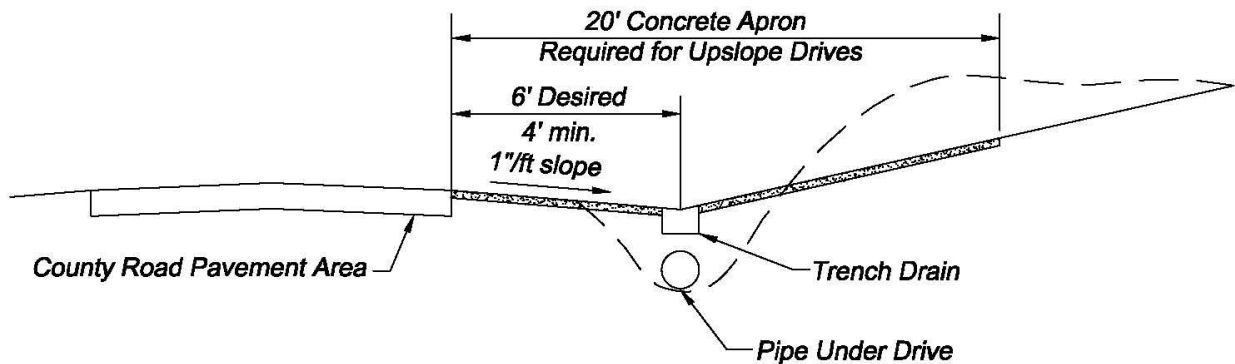 20' Concrete Apron
Required for Upslope Drives
6' Desired
4' min.
1"/ft slope
County Road Pavement Area
Trench Drain
Pipe Under Drive